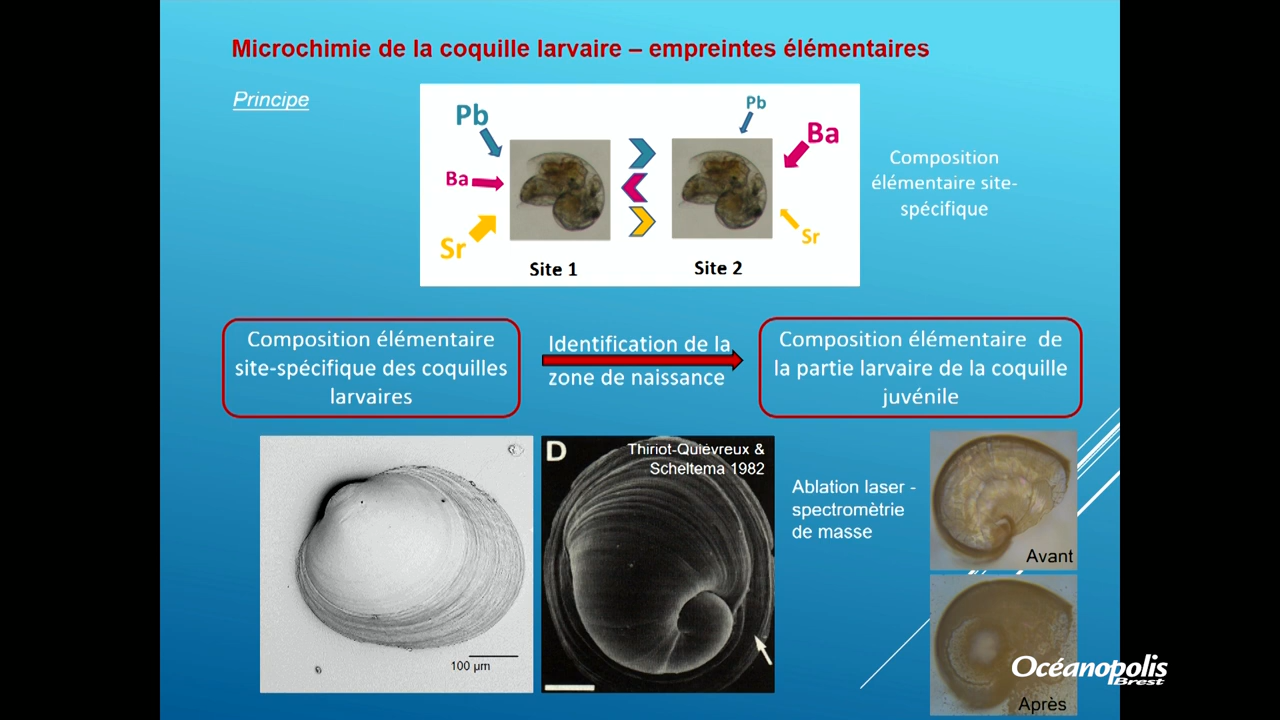 Microchimie de la coquille larvaire – empreintes élémentaires
Principe
Pb
Ba
Sr
Site 1
Pb
Ba
Sr
Site 2
Composition
élémentaire site-
spécifique
Composition élémentaire
site-spécifique des coquilles
larvaires
Identification de la
zone de naissance
Composition élémentaire de
la partie larvaire de la coquille
juvénile
100 µm
D
Thiriot-Quiévreux &
Scheltema 1982
Ablation laser -
spectromètrie
de masse
Avant
Après
Océanopolis
Brest